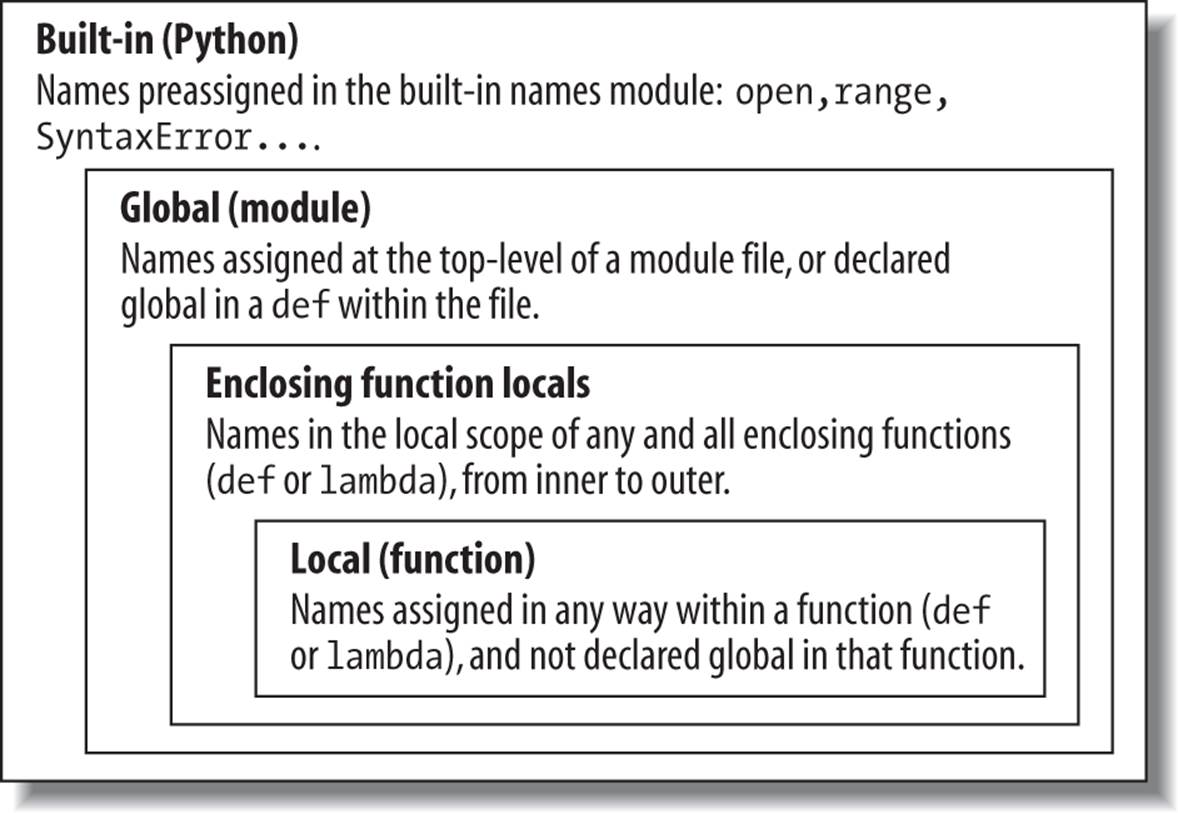 Built-in (Python)
Names preassigned in the built-in names module: open,range,
SyntaxError....
Global (module)
Names assigned at the top-level of a module file, or declared
global in a def within the file.
Enclosing function locals
Names in the local scope of any and all enclosing functions
(def or lambda), from inner to outer.
Local (function)
Names assigned in any way within a function (def
or lambda), and not declared global in that function.